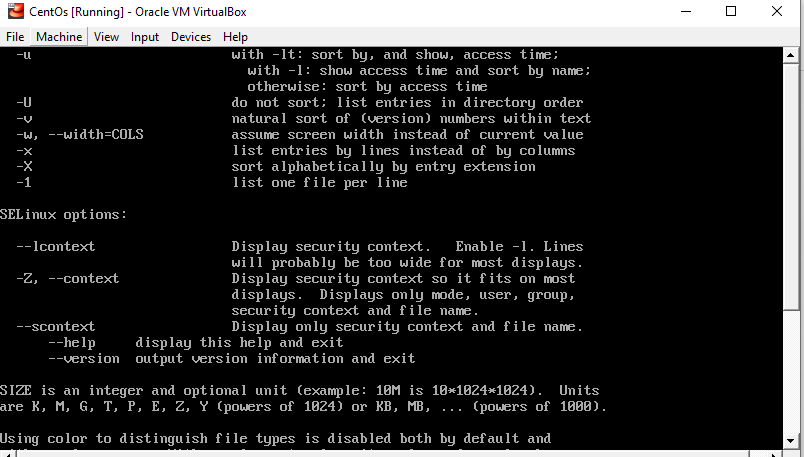 CentOs [Running] - Oracle VM VirtualBox
File Machine View Input Devices Help
-u with -lt: sort by, and show, access time;
with -l: show access time and sort by name;
otherwise: sort by access time
-U do not sort; list entries in directory order
-v natural sort of (version) numbers within text
-w, --width=COLS assume screen width instead of current value
-x list entries by lines instead of by columns
-X sort alphabetically by entry extension
-1 list one file per line
SELinux options:
--lcontext Display security context. Enable -l. Lines
will probably be too wide for most displays.
-Z, --context Display security context so it fits on most
displays. Displays only mode, user, group,
security context and file name.
--scontext Display only security context and file name.
--help display this help and exit
--version output version information and exit
SIZE is an integer and optional unit (example: 10M is 10*1024*1024). Units
are K, M, G, T, P, E, Z, Y (powers of 1024) or KB, MB, ... (powers of 1000).
Using color to distinguish file types is disabled both by default and